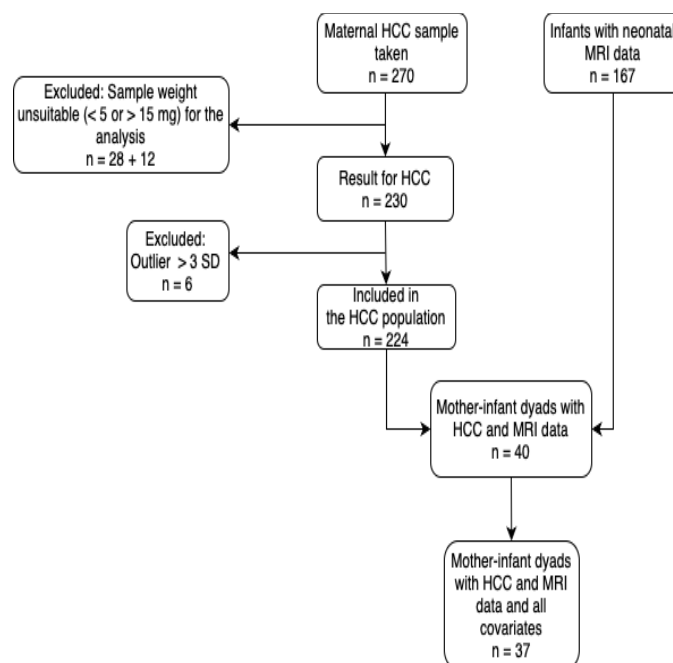 Maternal HCC sample
taken
n = 270
Infants with neonatal
MRI data
n = 167
Excluded: Sample weight
unsuitable (< 5 or > 15 mg) for the
analysis
n = 28 + 12
Result for HCC
n = 230
Excluded:
Outlier > 3 SD
n = 6
Included in
the HCC population
n = 224
Mother-infant dyads with
HCC and MRI data
n = 40
Mother-infant dyads
with HCC and MRI
data and all
covariates
n = 37